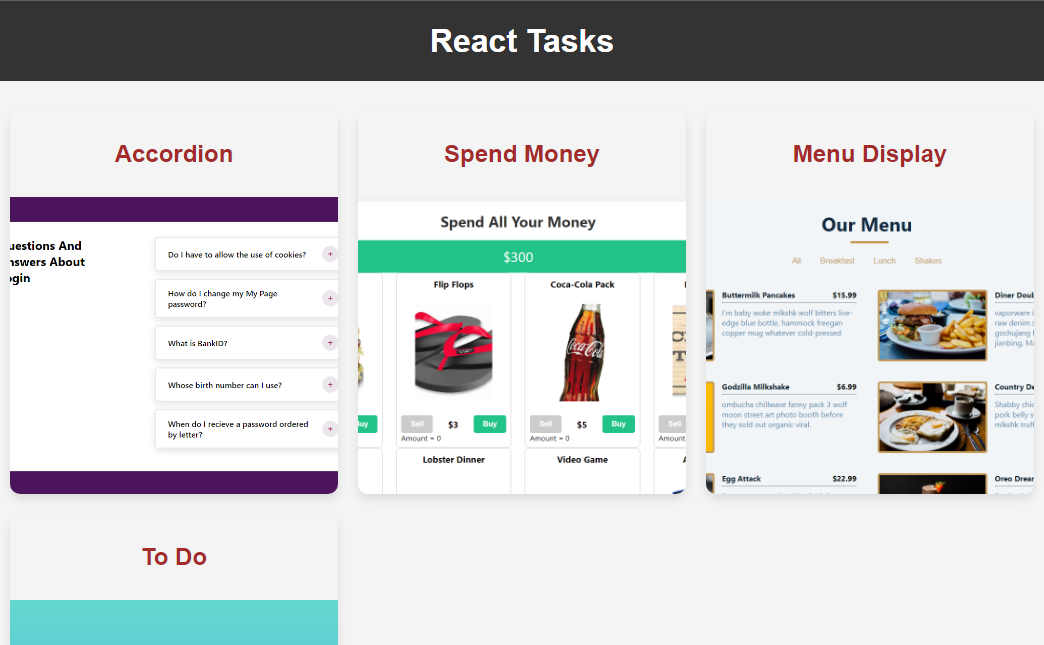 React Tasks
Accordion
uestions And
nswers About
ogin
Do I have to allow the use of cookies?
+
How do I change my My Page
password?
+
What is BankID?
+
Whose birth number can I use?
+
When do I recieve a password ordered
by letter?
+
Spend Money
Spend All Your Money
$300
Flip Flops
Coca-Cola Pack
Coca-Cola
Buy
Sell
$3
Buy
Sell
$5
Buy
Sell
Amount = 0
Amount = 0
Amount
Lobster Dinner
Video Game
Menu Display
Our Menu
All
Breakfast
Lunch
Shakes
Buttermilk Pancakes
$15.99
I'm baby woke mlkshk wolf bitters live-
edge blue bottle, hammock freegan
copper mug whatever cold-pressed
Diner Doub
vaporware i
raw denim s
gochujang
jianbing. Ma
Godzilla Milkshake
$6.99
ombucha chillwave fanny pack 3 wolf
moon street art photo booth before
they sold out organic viral.
Country De
Shabby chic
pork belly s
mlkshk truff
Egg Attack
$22.99
Oreo Drear
To Do